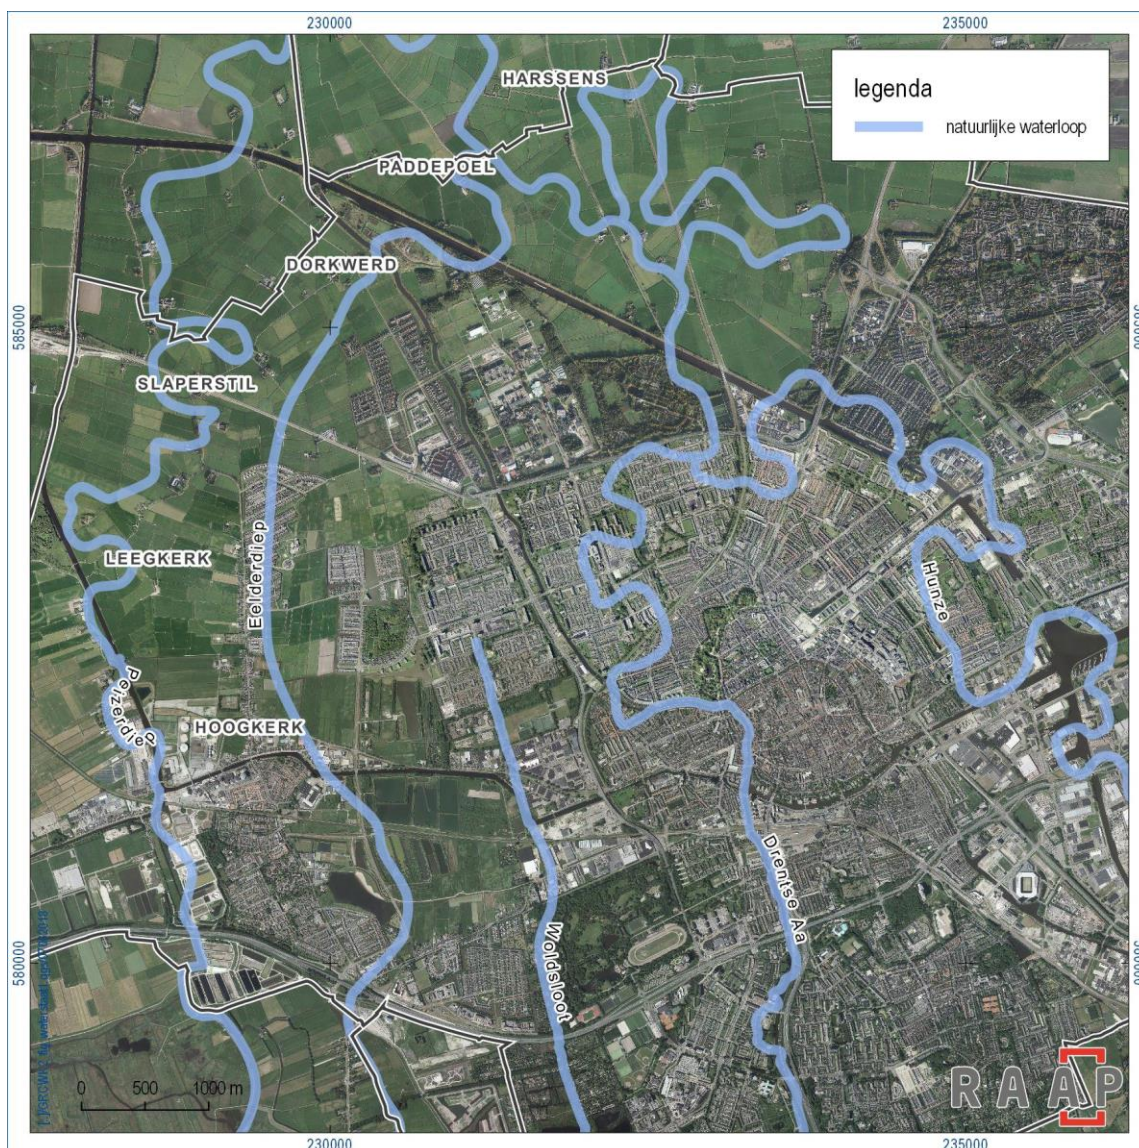 230000
235000
HARSSENS
legenda
natuurlijke waterloop
PADDEPOEL
DORKWERD
585000
SLAPERSTIL
LEEGKERK
Eelderdiep
Hunze
Peizerdiep
HOOGKERK
Drentse Aa
Woldsloot
580000
0 500 1000 m
RAAP
230000
235000